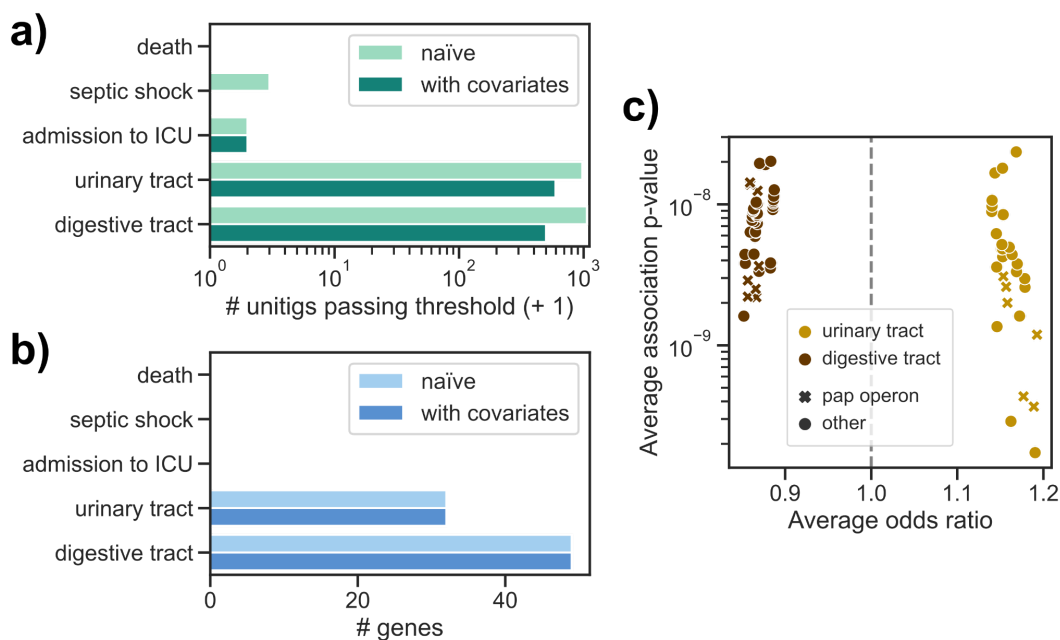 a)
death
septic shock
admission to ICU
urinary tract
digestive tract
naïve
with covariates
10⁰ 10¹ 10² 10³
# unitigs passing threshold (+ 1)
b)
death
septic shock
admission to ICU
urinary tract
digestive tract
naïve
with covariates
0 20 40
# genes
c)
Average association p-value
10⁻⁸
10⁻⁹
urinary tract
digestive tract
pap operon
other
0.9 1.0 1.1 1.2
Average odds ratio